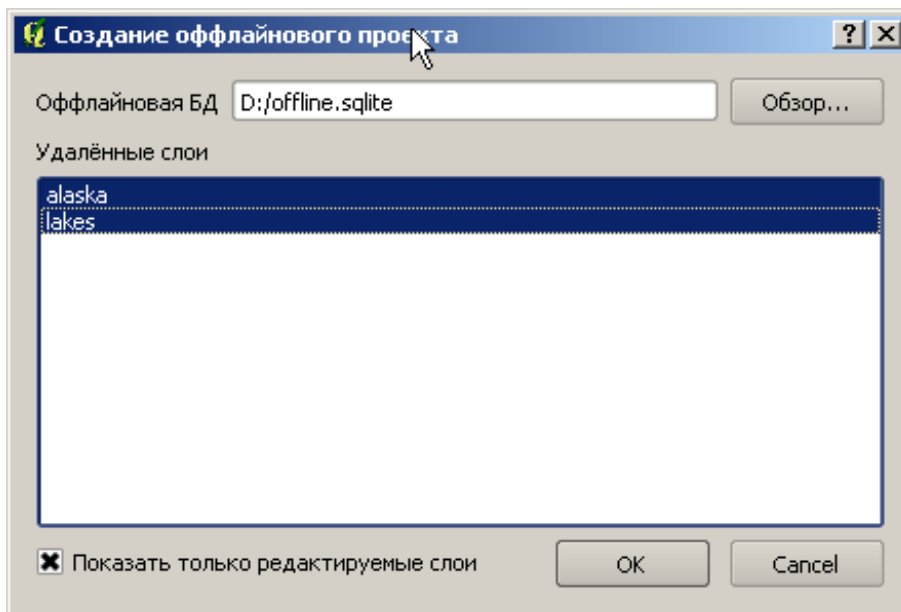 Создание оффлайнового проекта
Оффлайновая БД D:/offline.sqlite Обзор...
Удалённые слои
alaska
lakes
Показать только редактируемые слои OK Cancel